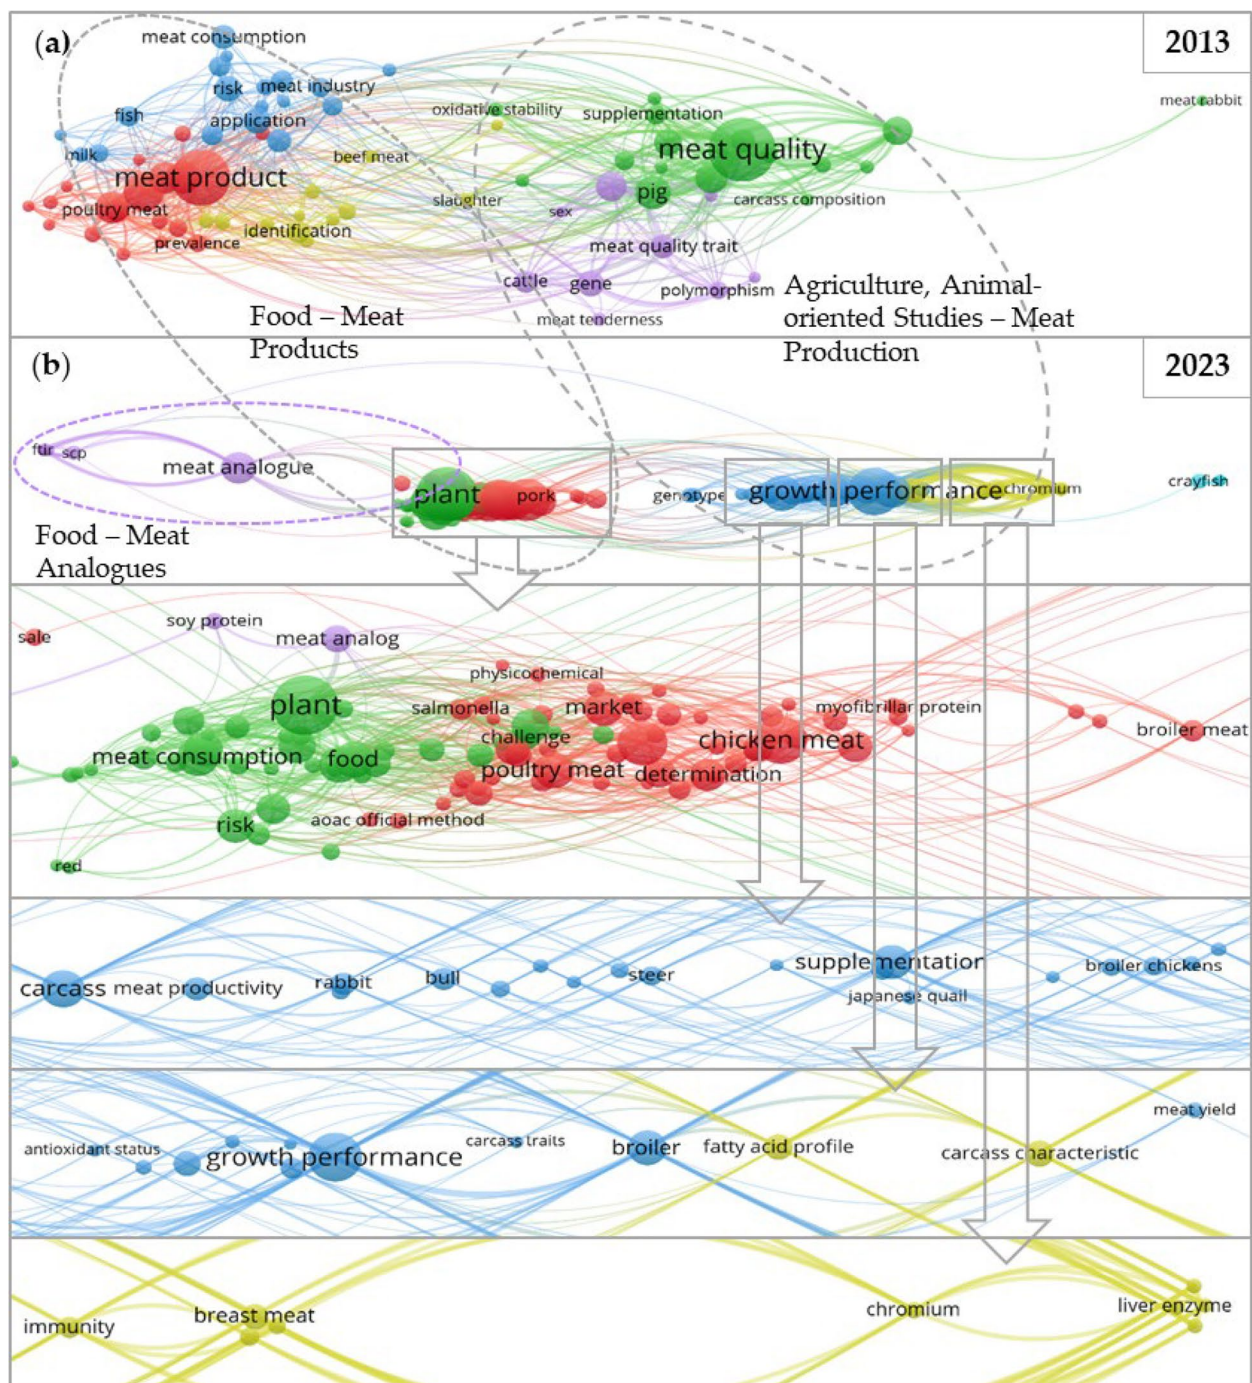 (a)
2013
meat consumption
risk
meat industry
fish
application
milk
meat product
poultry meat
prevalence
identification
oxidative stability
beef meat
slaughter
supplementation
meat quality
pig
sex
carcass composition
meat quality trait
cattle
gene
polymorphism
meat tenderness
meat rabbit
Food – Meat
Products
Agriculture, Animal-
oriented Studies – Meat
Production
(b)
2023
ftir
scp
meat analogue
plant
pork
genotype
growth performance
chromium
crayfish
Food – Meat
Analogues
sale
soy protein
meat analog
plant
meat consumption
food
risk
red
physicochemical
salmonella
market
challenge
poultry meat
determination
aoac official method
chicken meat
myofibrillar protein
broiler meat
carcass
meat productivity
rabbit
bull
steer
supplementation
japanese quail
broiler chickens
antioxidant status
growth performance
carcass traits
broiler
fatty acid profile
carcass characteristic
meat yield
immunity
breast meat
chromium
liver enzyme